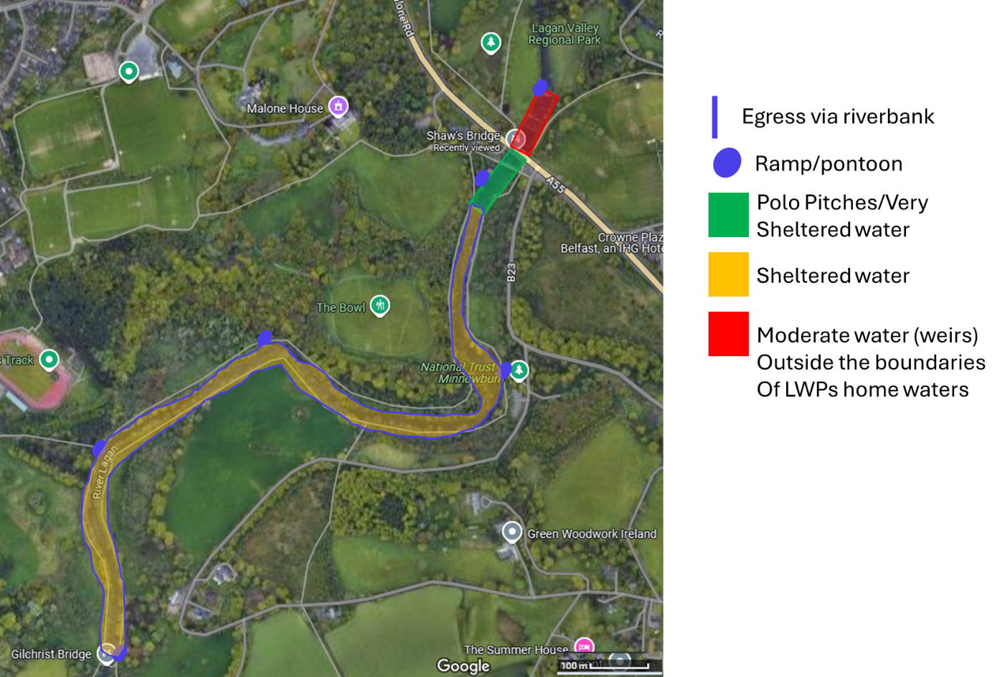 Malone Rd
Lagan Valley
Regional Park
Malone House
Shaw's Bridge
Recently viewed
A55
Crowne Plaz
Belfast, an IHG Hote
B23
The Bowl
s Track
National Trust
Minnowburn
River Lagan
Green Woodwork Ireland
Gilchrist Bridge
The Summer House
Google
100 m
Egress via riverbank
Ramp/pontoon
Polo Pitches/Very
Sheltered water
Sheltered water
Moderate water (weirs)
Outside the boundaries
Of LWPs home waters